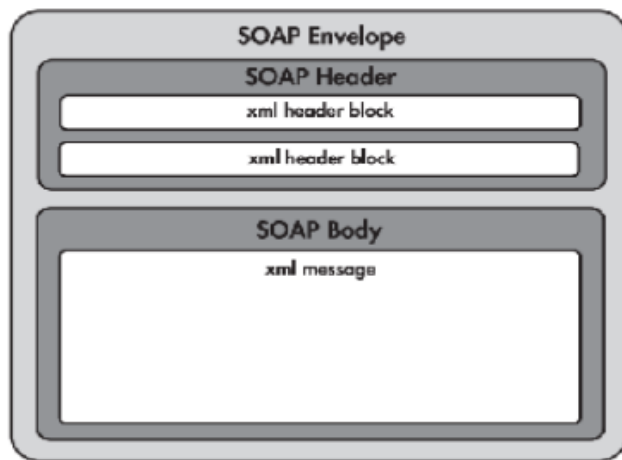 SOAP Envelope
SOAP Header
xml header block
xml header block
SOAP Body
xml message